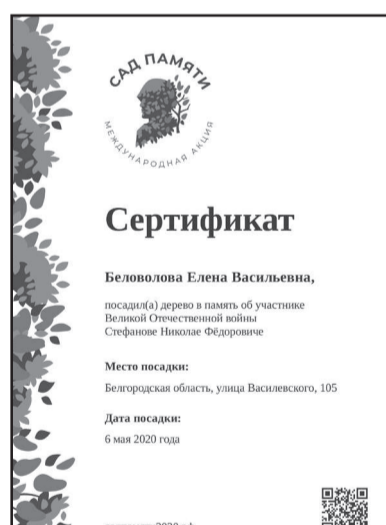 САД ПАМЯТИ
МЕЖДУНАРОДНАЯ АКЦИЯ
Сертификат
Беловолова Елена Васильевна,
посадил(а) дерево в память об участнике
Великой Отечественной войны
Стефанове Николае Фёдоровиче
Место посадки:
Белгородская область, улица Василевского, 105
Дата посадки:
6 мая 2020 года